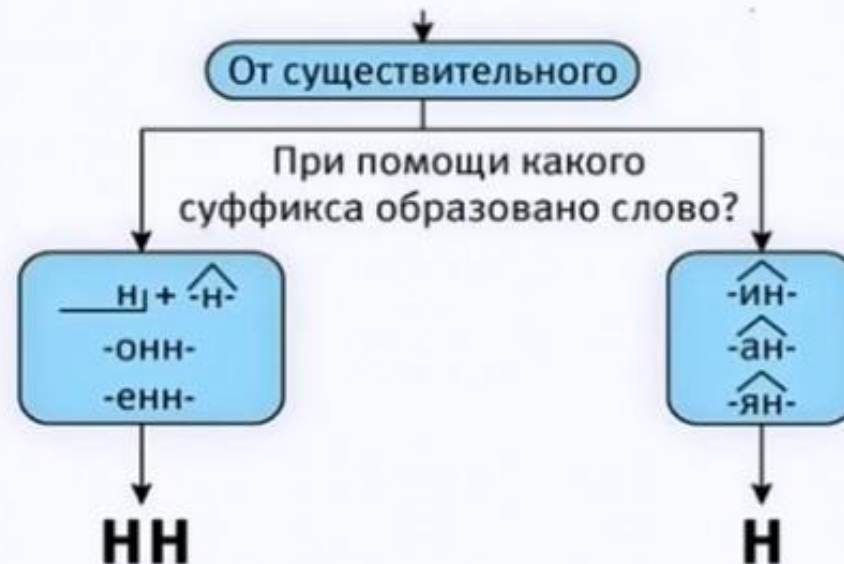 От существительного
При помощи какого
суффикса образовано слово?
н + -н-
-онн-
-енн-
НН
-ин-
-ан-
-ян-
Н